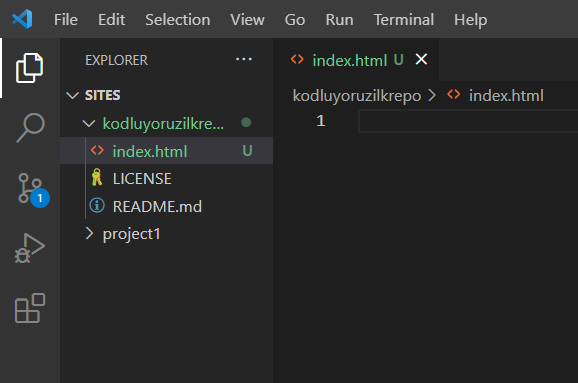 File Edit Selection View Go Run Terminal Help
EXPLORER ...
SITES
kodluyoruzilkre...
index.html U
LICENSE
README.md
project1
1
index.html U
kodluyoruzilkrepo > index.html
1